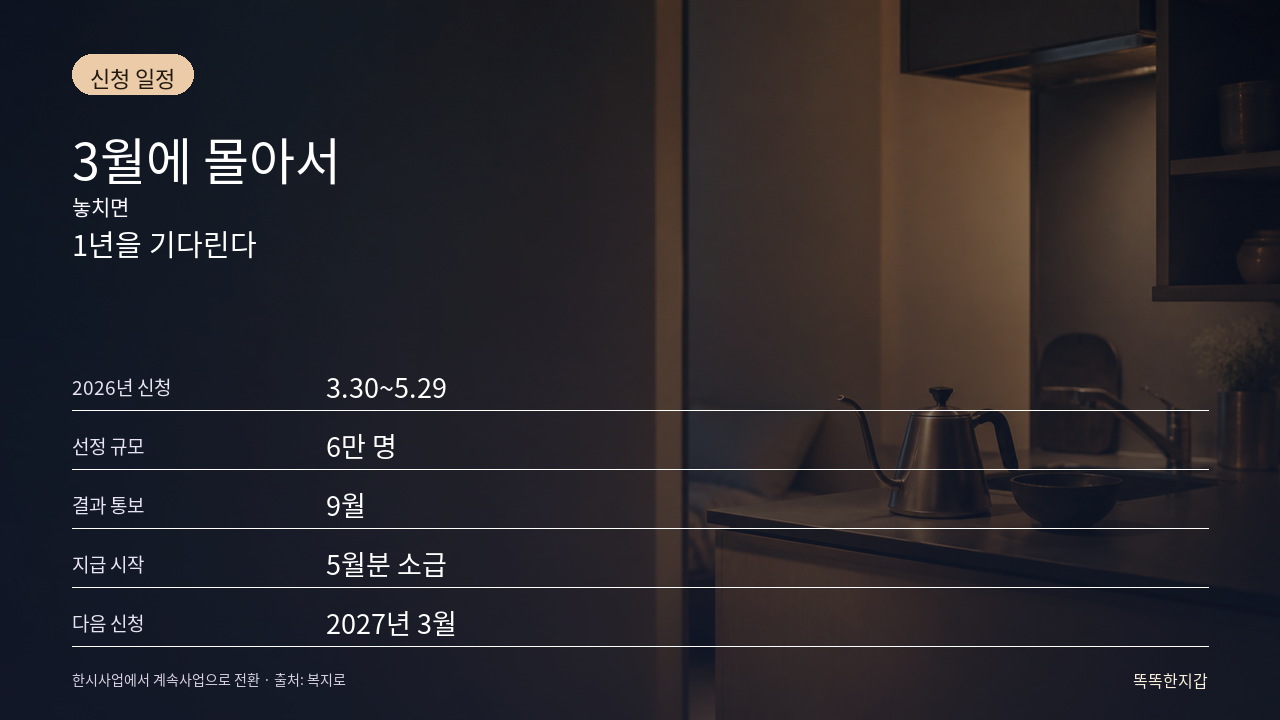 신청 일정
3월에 몰아서
놓치면
1년을 기다린다
2026년 신청 3.30~5.29
선정 규모 6만 명
결과 통보 9월
지급 시작 5월분 소급
다음 신청 2027년 3월
한시사업에서 계속사업으로 전환 · 출처: 복지로
똑똑한지갑